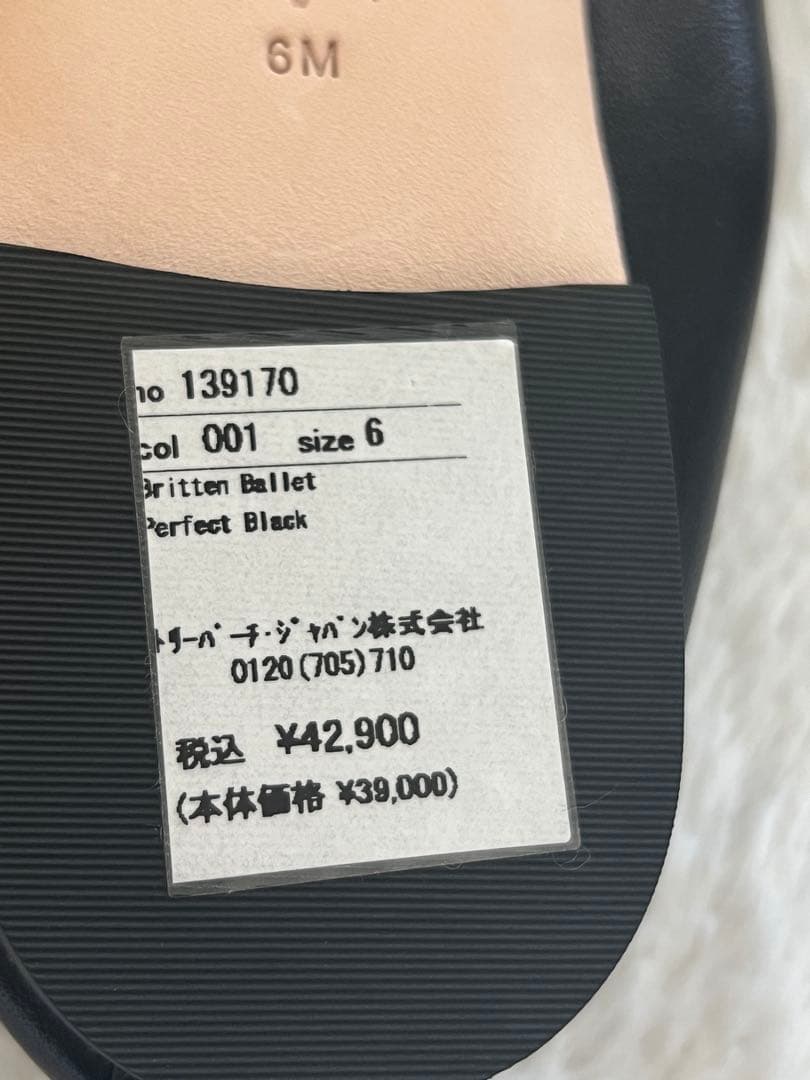 6M
no 139170
col 001 size 6
Britten Ballet
Perfect Black
トリーバーチ・ジャパン株式会社
0120(705)710
税込 ¥42,900
(本体価格 ¥39,000)